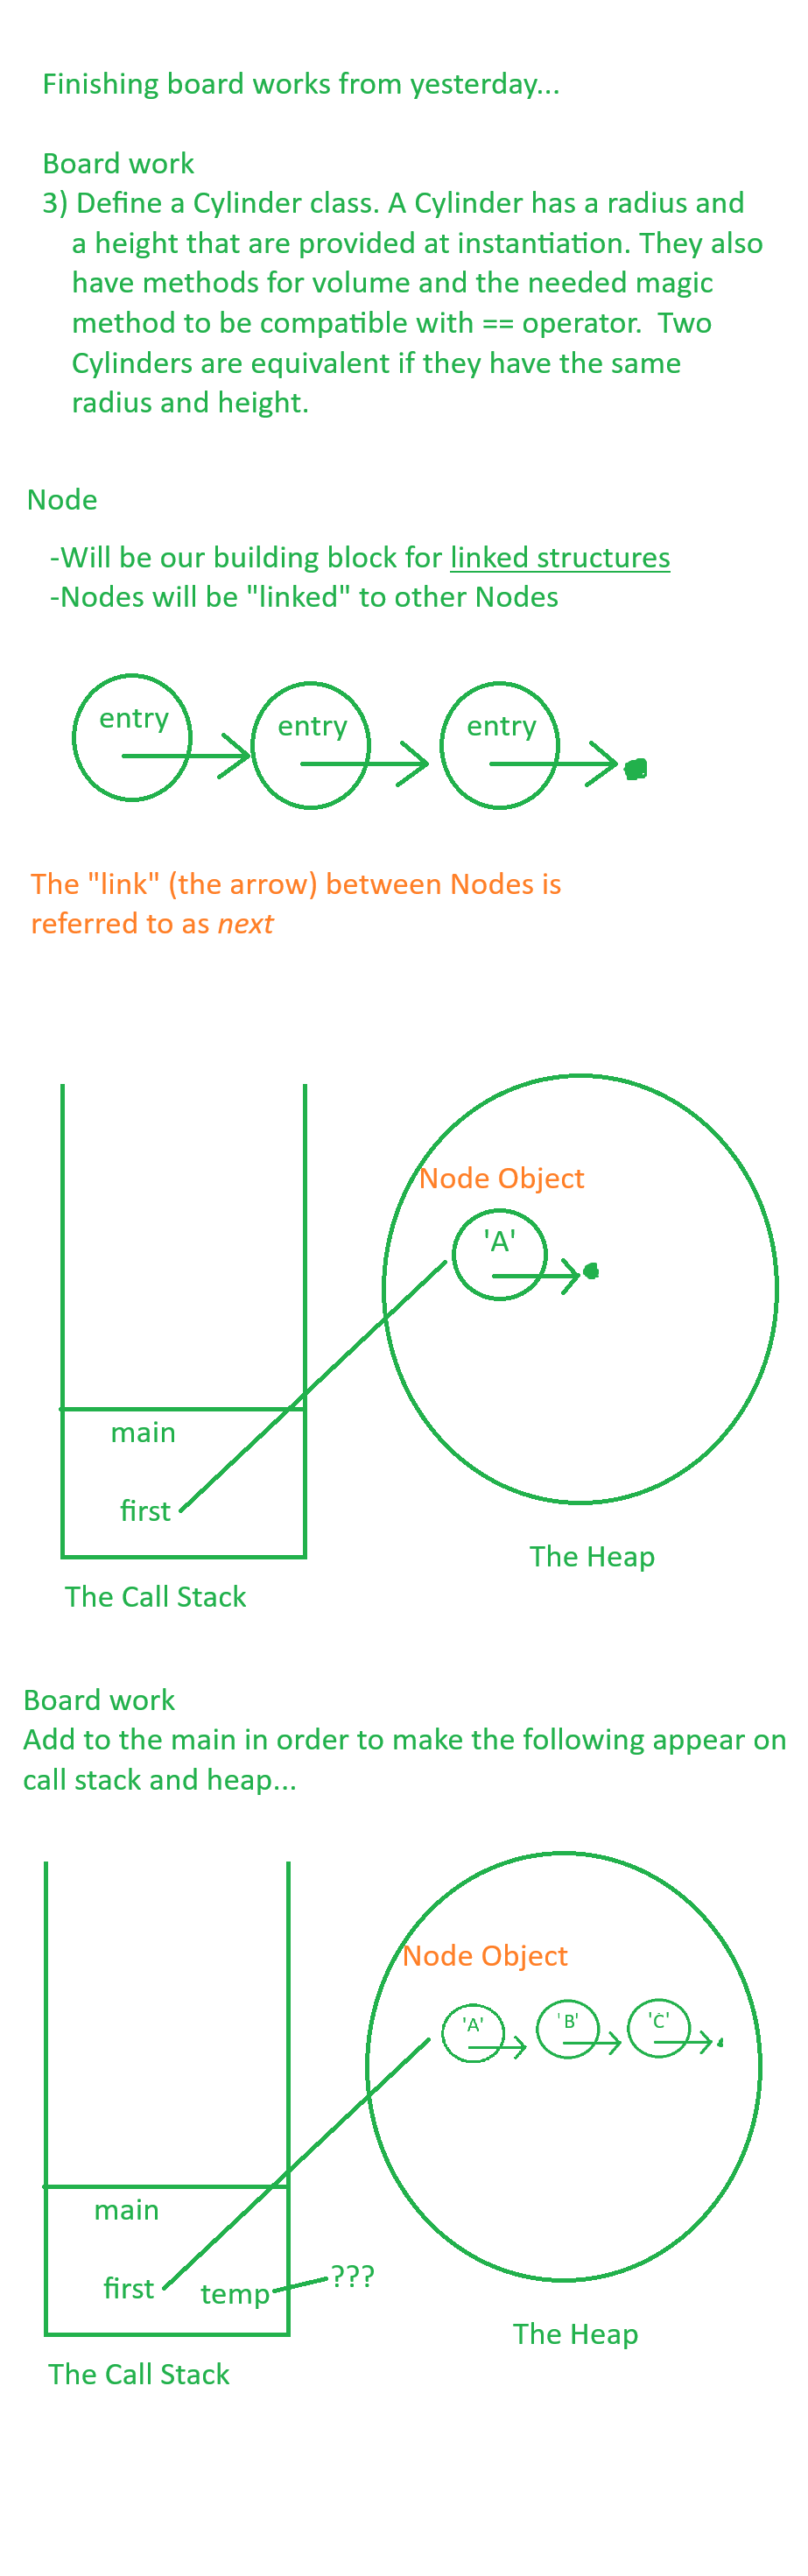 Finishing board works from yesterday...
Board work
3) Define a Cylinder class. A Cylinder has a radius and
a height that are provided at instantiation. They also
have methods for volume and the needed magic
method to be compatible with == operator.  Two
Cylinders are equivalent if they have the same
radius and height.
Node
-Will be our building block for linked structures
-Nodes will be "linked" to other Nodes
entry
entry
entry
The "link" (the arrow) between Nodes is
referred to as next
Node Object
'A'
main
first
The Heap
The Call Stack
Board work
Add to the main in order to make the following appear on
call stack and heap...
Node Object
'A'
'B'
'C'
main
first
temp
???
The Heap
The Call Stack